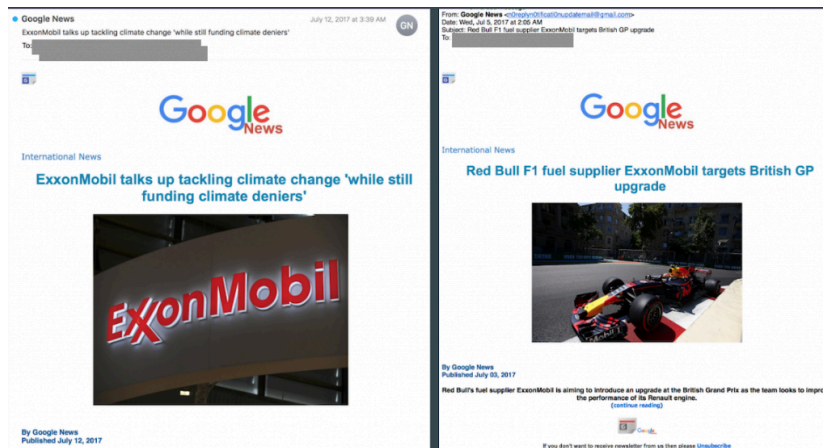 Google News
July 12, 2017 at 3:39 AM
GN
ExxonMobil talks up tackling climate change 'while still funding climate deniers'
To:
Google
News
International News
ExxonMobil talks up tackling climate change 'while still
funding climate deniers'
ExxonMobil
By Google News
Published July 12, 2017
From: Google News <n0replyn0tificati0nupdatemail@gmail.com>
Date: Wed, Jul 5, 2017 at 2:05 AM
Subject: Red Bull F1 fuel supplier ExxonMobil targets British GP upgrade
To:
Google
News
International News
Red Bull F1 fuel supplier ExxonMobil targets British GP
upgrade
By Google News
Published July 03, 2017
Red Bull's fuel supplier ExxonMobil is aiming to introduce an upgrade at the British Grand Prix as the team looks to impro
the performance of its Renault engine.
(continue reading)
Google
If you don't want to receive newsletter from us then please Unsubscribe